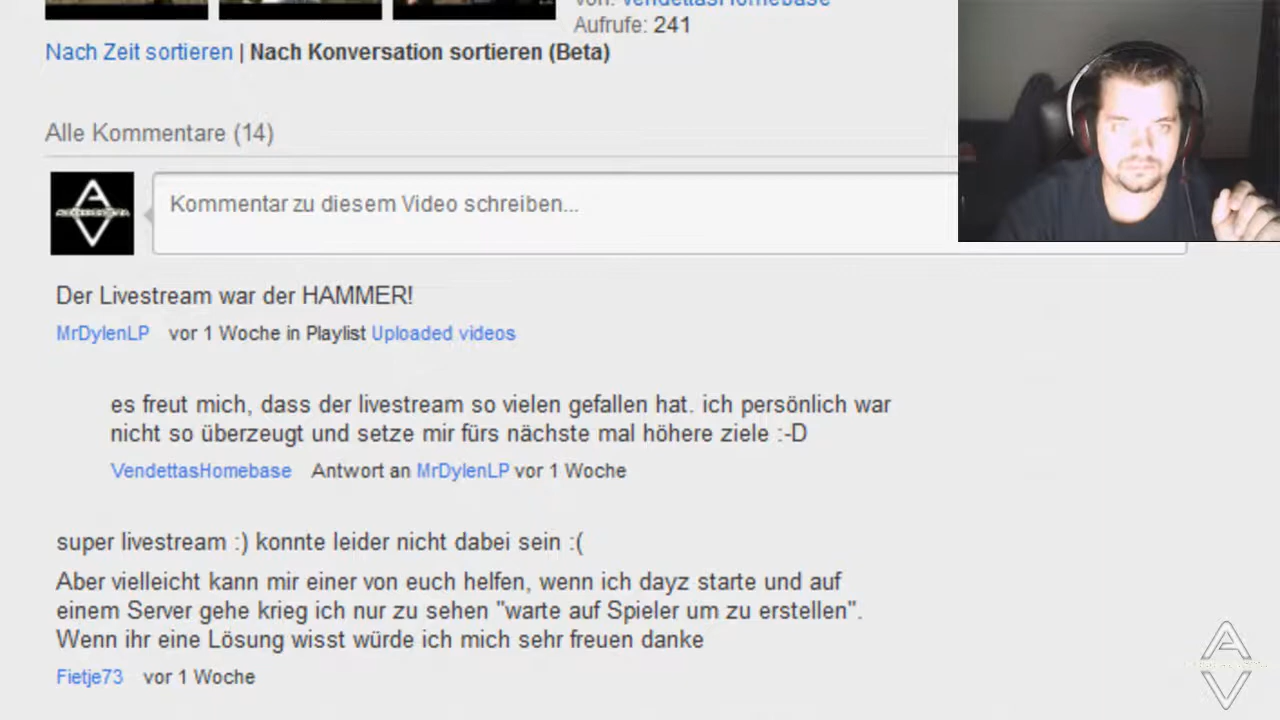 von: VendettasHomebase
Aufrufe: 241
Nach Zeit sortieren | Nach Konversation sortieren (Beta)
Alle Kommentare (14)
Kommentar zu diesem Video schreiben...
Der Livestream war der HAMMER!
MrDylenLP vor 1 Woche in Playlist Uploaded videos
es freut mich, dass der livestream so vielen gefallen hat. ich persönlich war
nicht so überzeugt und setze mir fürs nächste mal höhere ziele :-D
VendettasHomebase Antwort an MrDylenLP vor 1 Woche
super livestream :) konnte leider nicht dabei sein :(
Aber vielleicht kann mir einer von euch helfen, wenn ich dayz starte und auf
einem Server gehe krieg ich nur zu sehen "warte auf Spieler um zu erstellen".
Wenn ihr eine Lösung wisst würde ich mich sehr freuen danke
Fietje73 vor 1 Woche